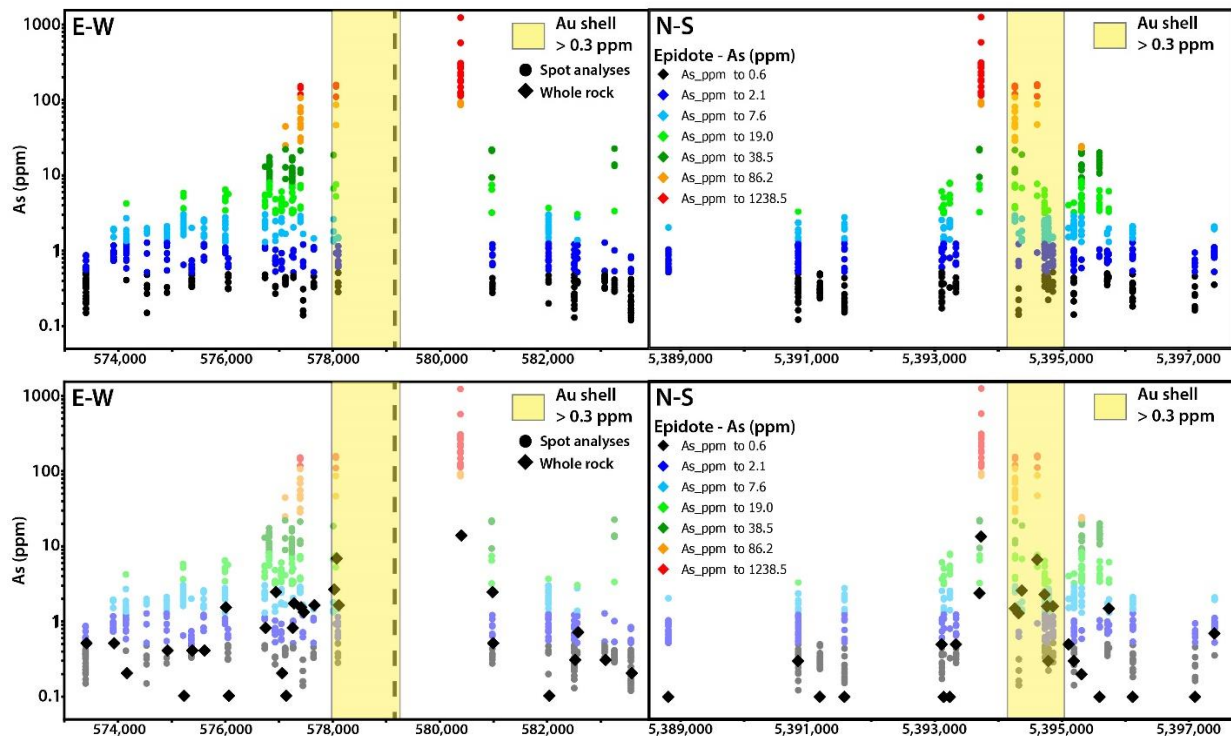 E-W
Au shell
> 0.3 ppm
Spot analyses
Whole rock
As (ppm)
1000
100
10
1
0.1
574,000
576,000
578,000
580,000
582,000
N-S
Epidote - As (ppm)
As_ppm to 0.6
As_ppm to 2.1
As_ppm to 7.6
As_ppm to 19.0
As_ppm to 38.5
As_ppm to 86.2
As_ppm to 1238.5
Au shell
> 0.3 ppm
5,389,000
5,391,000
5,393,000
5,395,000
5,397,000
E-W
Au shell
> 0.3 ppm
Spot analyses
Whole rock
As (ppm)
1000
100
10
1
0.1
574,000
576,000
578,000
580,000
582,000
N-S
Epidote - As (ppm)
As_ppm to 0.6
As_ppm to 2.1
As_ppm to 7.6
As_ppm to 19.0
As_ppm to 38.5
As_ppm to 86.2
As_ppm to 1238.5
Au shell
> 0.3 ppm
5,389,000
5,391,000
5,393,000
5,395,000
5,397,000